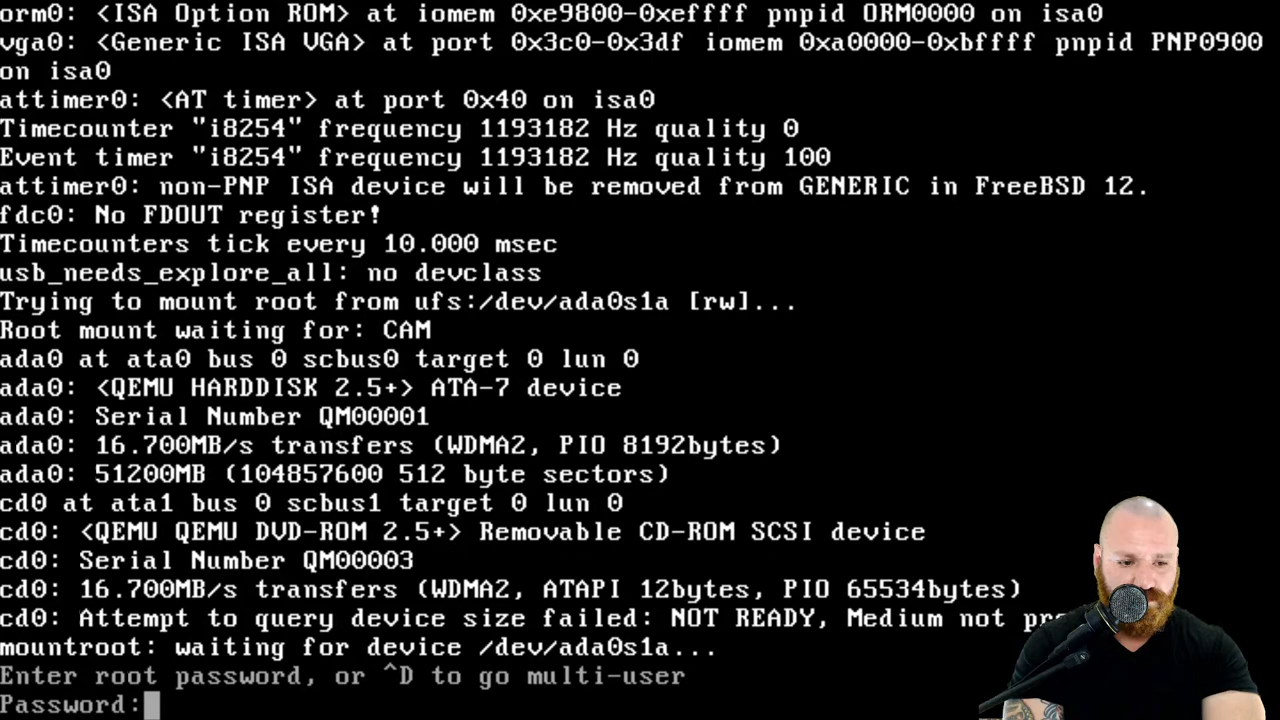 orm0: <ISA Option ROM> at iomem 0xe9800-0xeffff pnpid ORM0000 on isa0
vga0: <Generic ISA VGA> at port 0x3c0-0x3df iomem 0xa0000-0xbffff pnpid PNP0900
on isa0
attimer0: <AT timer> at port 0x40 on isa0
Timecounter "i8254" frequency 1193182 Hz quality 0
Event timer "i8254" frequency 1193182 Hz quality 100
attimer0: non-PNP ISA device will be removed from GENERIC in FreeBSD 12.
fdc0: No FDOUT register!
Timecounters tick every 10.000 msec
usb_needs_explore_all: no devclass
Trying to mount root from ufs:/dev/ada0s1a [rw]...
Root mount waiting for: CAM
ada0 at ata0 bus 0 scbus0 target 0 lun 0
ada0: <QEMU HARDDISK 2.5+> ATA-7 device
ada0: Serial Number QM00001
ada0: 16.700MB/s transfers (WDMA2, PIO 8192bytes)
ada0: 51200MB (104857600 512 byte sectors)
cd0 at ata1 bus 0 scbus1 target 0 lun 0
cd0: <QEMU QEMU DVD-ROM 2.5+> Removable CD-ROM SCSI device
cd0: Serial Number QM00003
cd0: 16.700MB/s transfers (WDMA2, ATAPI 12bytes, PIO 65534bytes)
cd0: Attempt to query device size failed: NOT READY, Medium not
mountroot: waiting for device /dev/ada0s1a...
Enter root password, or ^D to go multi-user
Password: